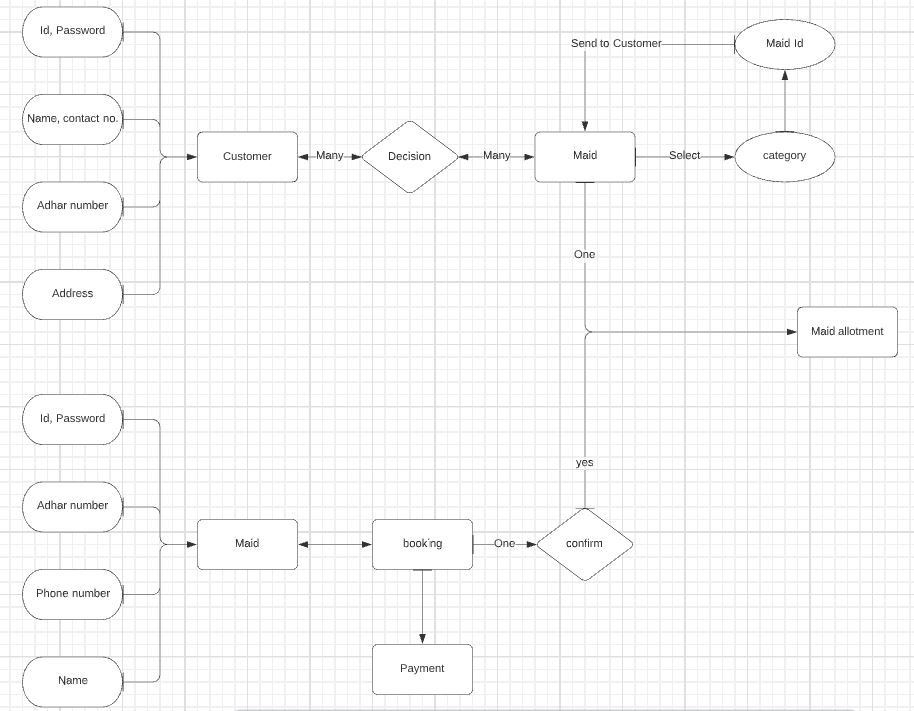 Id, Password
Send to Customer
Maid Id
Name, contact no.
Customer
Many
Decision
Many
Maid
Select
category
Adhar number
One
Address
Maid allotment
Id, Password
yes
Adhar number
Maid
booking
One
confirm
Phone number
Payment
Name